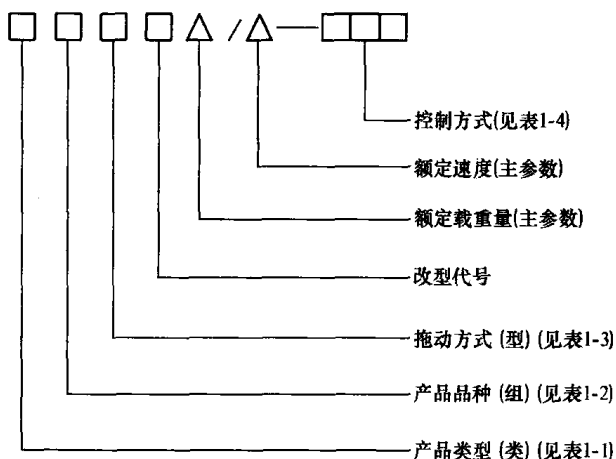 控制方式(见表1-4)
额定速度(主参数)
额定载重量(主参数)
改型代号
拖动方式 (型) (见表1-3)
产品品种 (组) (见表1-2)
产品类型 (类) (见表1-1)